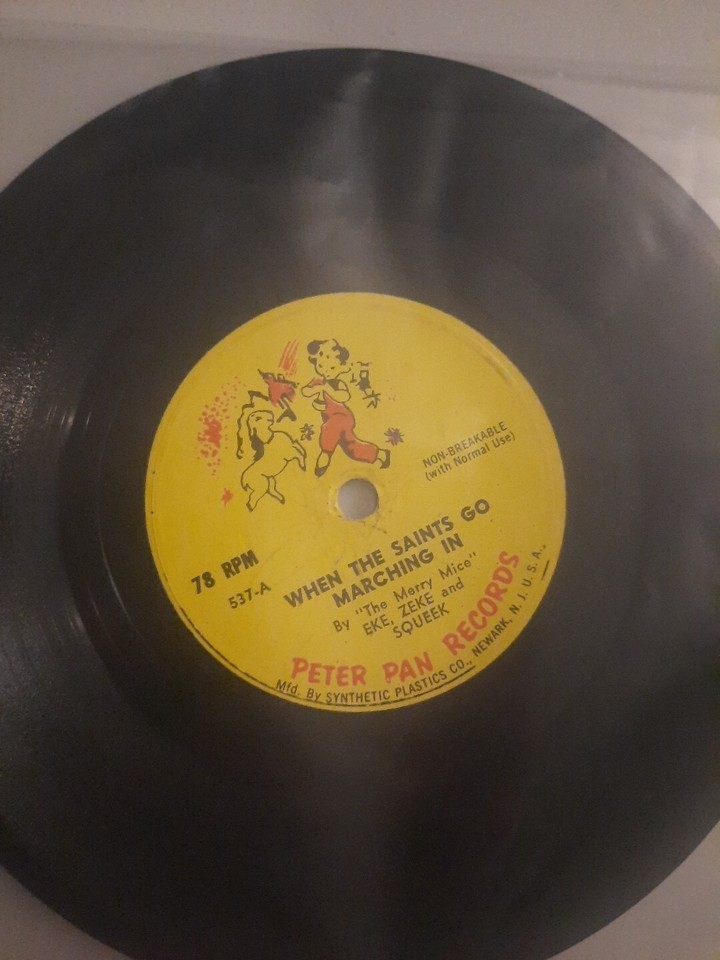 NON-BREAKABLE
(with Normal Use)
78 RPM
537-A
WHEN THE SAINTS GO
MARCHING IN
By "The Merry Mice"
EKE, ZEKE and
SQUEEK
PETER PAN RECORDS
Mfd. By SYNTHETIC PLASTICS CO., NEWARK, N.J. U.S.A.